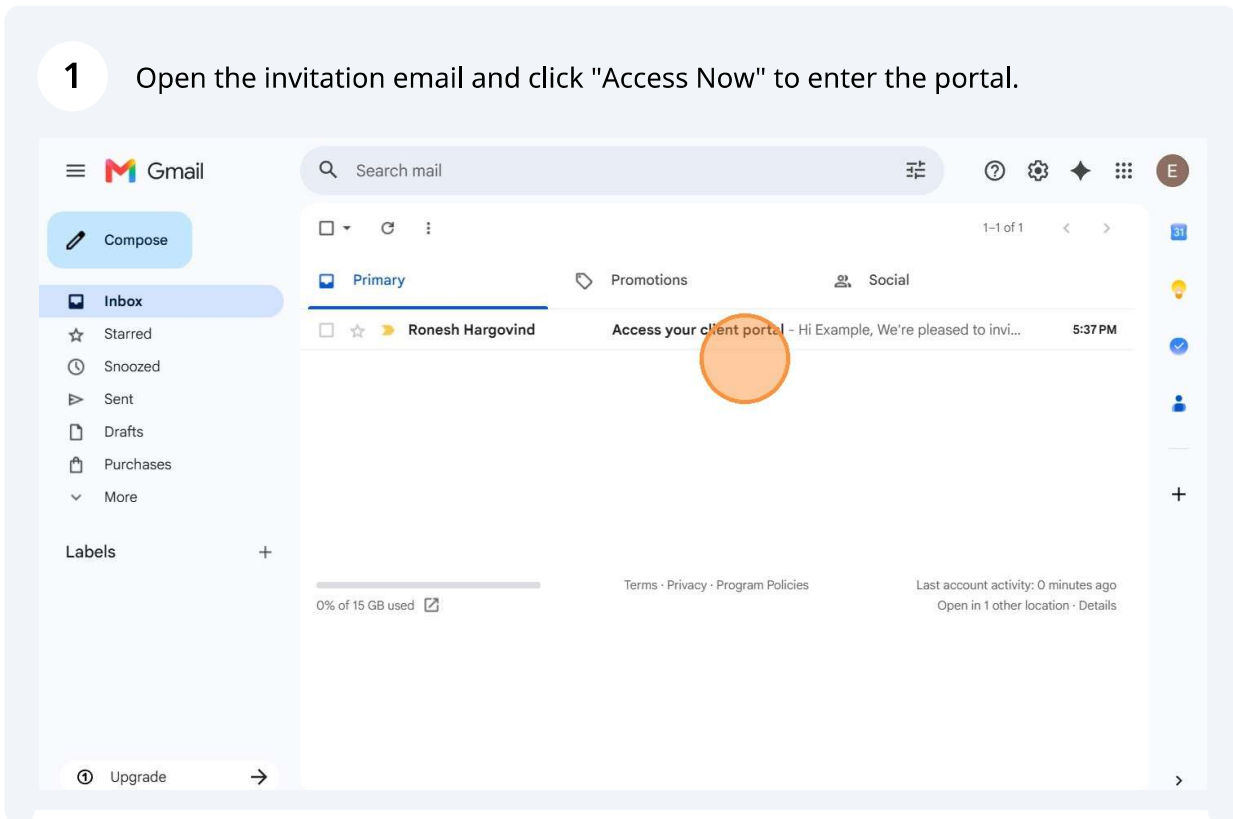 1 Open the invitation email and click "Access Now" to enter the portal.
Gmail
Search mail
E
Compose
1–1 of 1
31
Primary Promotions Social
Inbox
Ronesh Hargovind Access your client portal - Hi Example, We're pleased to invi... 5:37 PM
Starred
Snoozed
Sent
Drafts
Purchases
More
Labels
Terms · Privacy · Program Policies
Last account activity: 0 minutes ago
0% of 15 GB used
Open in 1 other location · Details
1 Upgrade